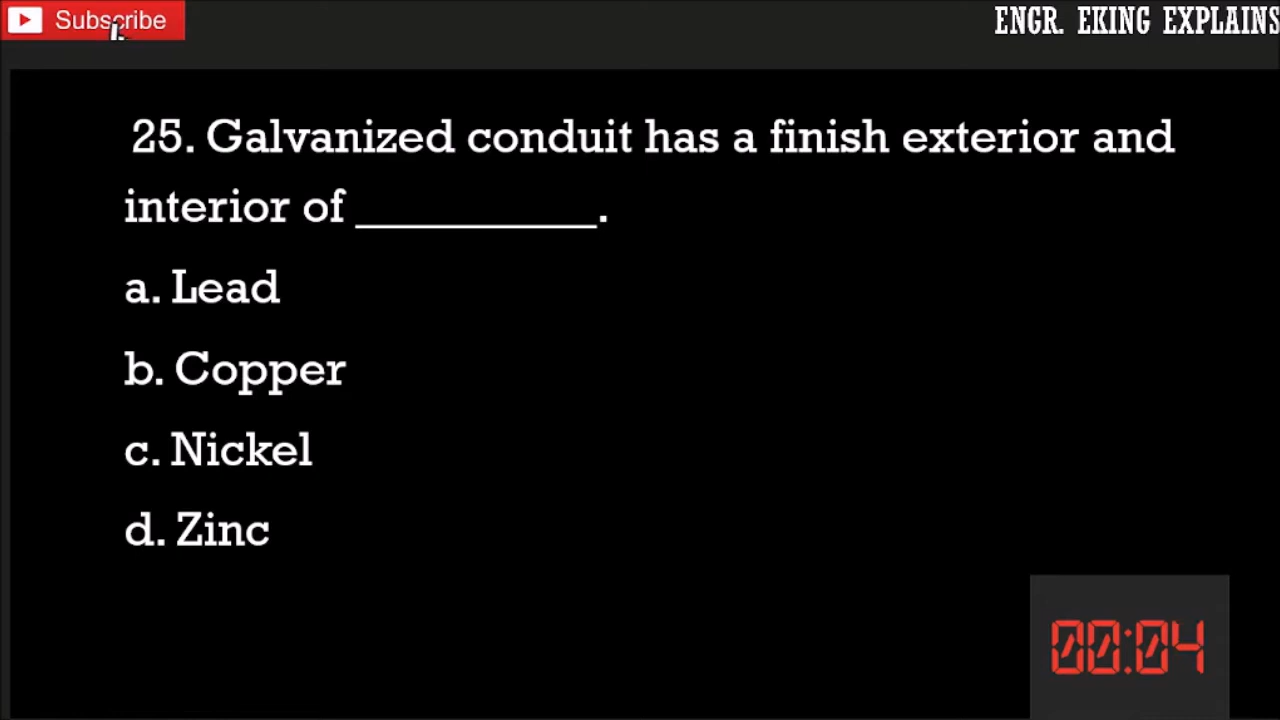 Subscribe
ENGR. EKING EXPLAINS
25. Galvanized conduit has a finish exterior and
interior of __________.
a. Lead
b. Copper
c. Nickel
d. Zinc
00:04